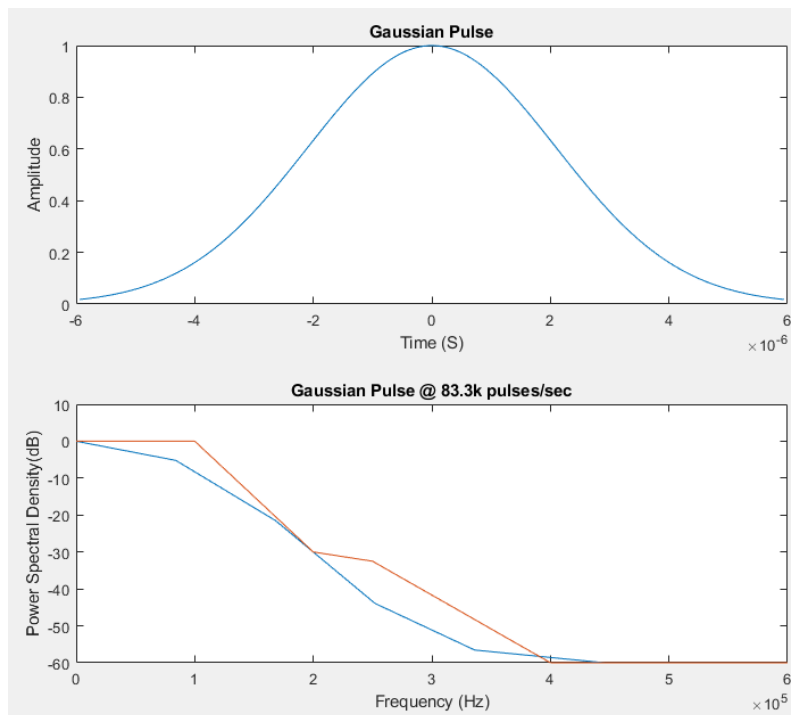 Gaussian Pulse
Amplitude
1
0.8
0.6
0.4
0.2
0
-6 -4 -2 0 2 4 6
Time (S)
×10^-6
Gaussian Pulse @ 83.3k pulses/sec
Power Spectral Density(dB)
10
0
-10
-20
-30
-40
-50
-60
0 1 2 3 4 5 6
Frequency (Hz)
×10^5